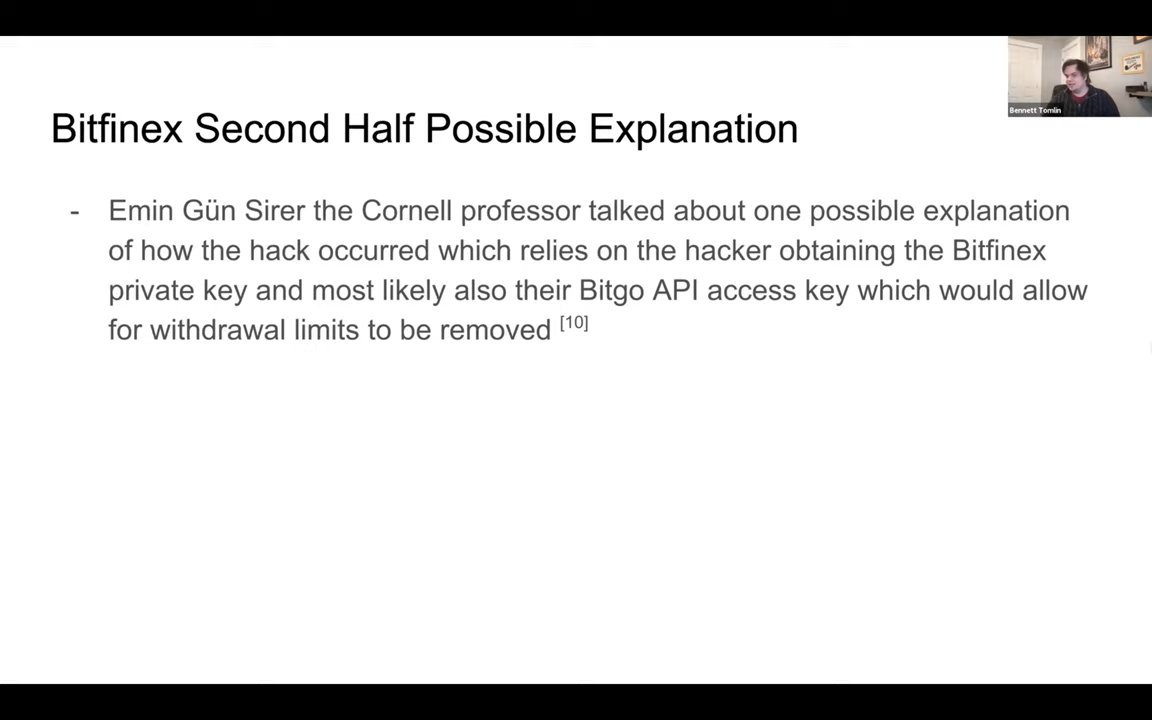 Bennett Tomlin
Bitfinex Second Half Possible Explanation
- Emin Gün Sirer the Cornell professor talked about one possible explanation
of how the hack occurred which relies on the hacker obtaining the Bitfinex
private key and most likely also their Bitgo API access key which would allow
for withdrawal limits to be removed [10]